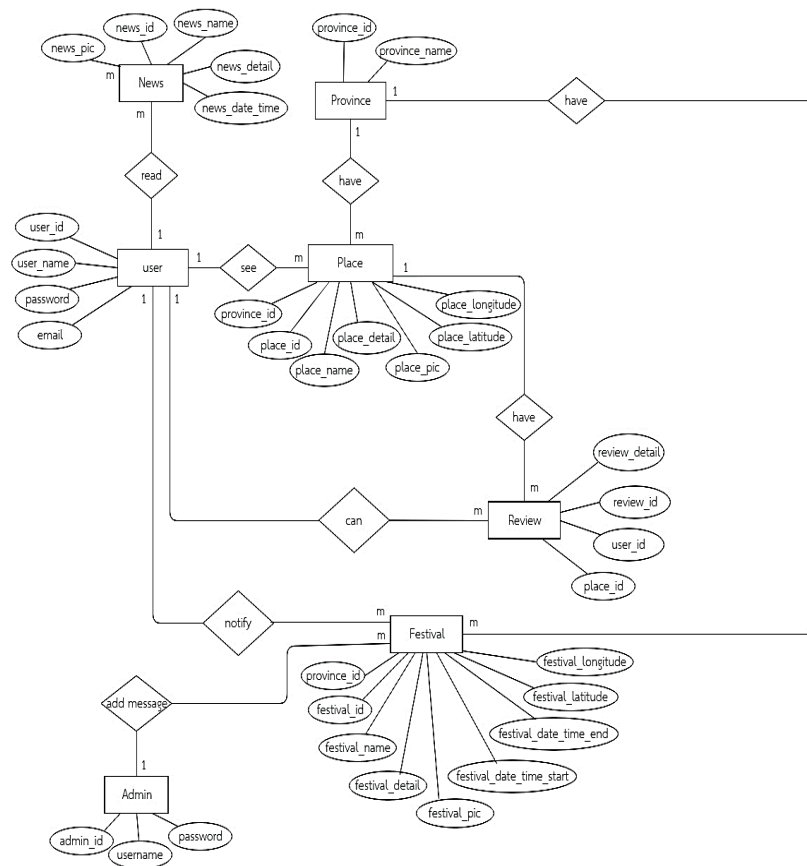 news_id
news_name
news_pic
news_detail
m
News
news_date_time
m
read
1
province_id
province_name
Province
1
have
1
have
m
user_id
user_name
user
1
see
m
Place
1
password
1
1
email
province_id
place_longitude
place_id
place_detail
place_latitude
place_name
place_pic
have
review_detail
m
review_id
can
m
Review
user_id
place_id
notify
m
m
Festival
m
province_id
festival_longitude
festival_id
festival_latitude
add message
festival_name
festival_date_time_end
festival_detail
festival_date_time_start
festival_pic
1
Admin
admin_id
password
username